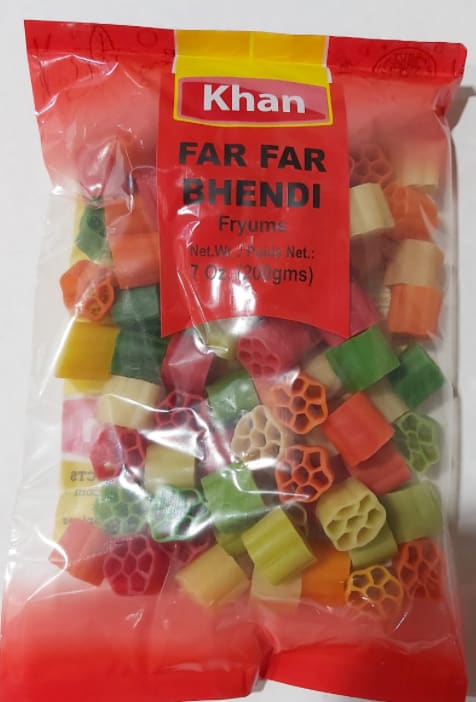 Khan
FAR FAR
BHENDI
Fryums
Net.Wt. / Poids Net.:
7 Oz. (200gms)